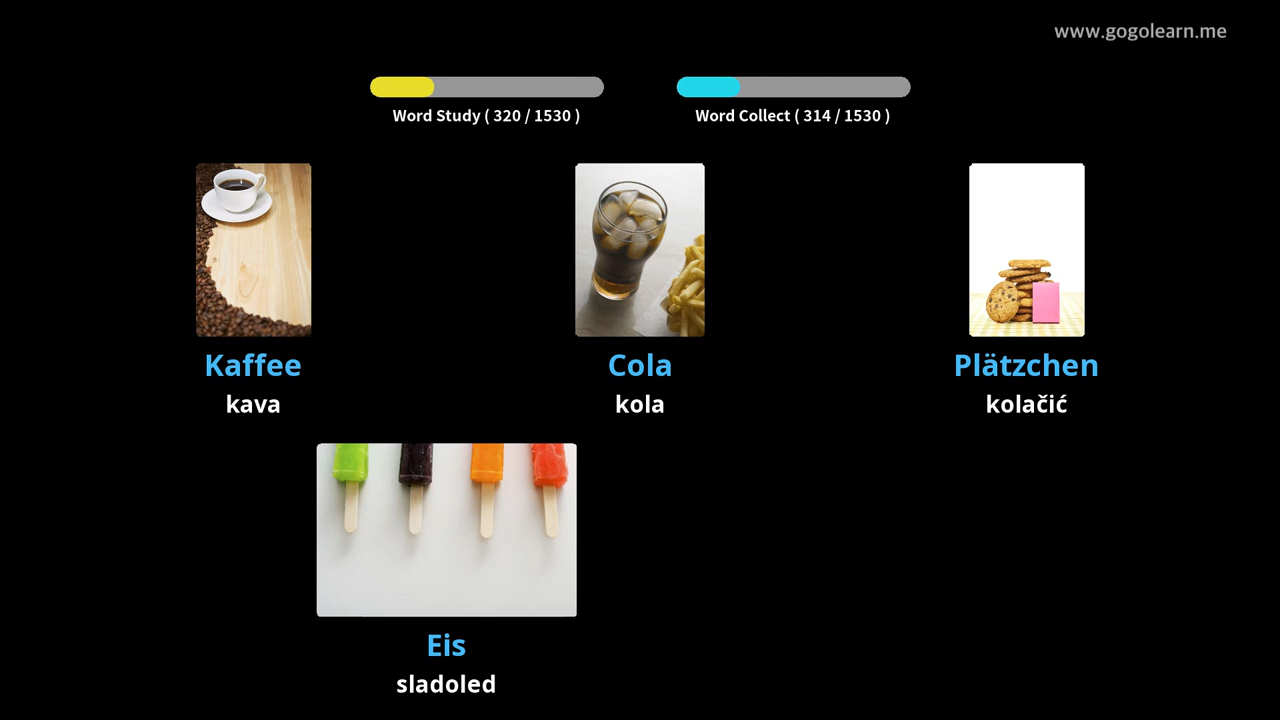 www.gogolearn.me
Word Study ( 320 / 1530 )
Word Collect ( 314 / 1530 )
Kaffee
kava
Cola
kola
Plätzchen
kolačić
Eis
sladoled